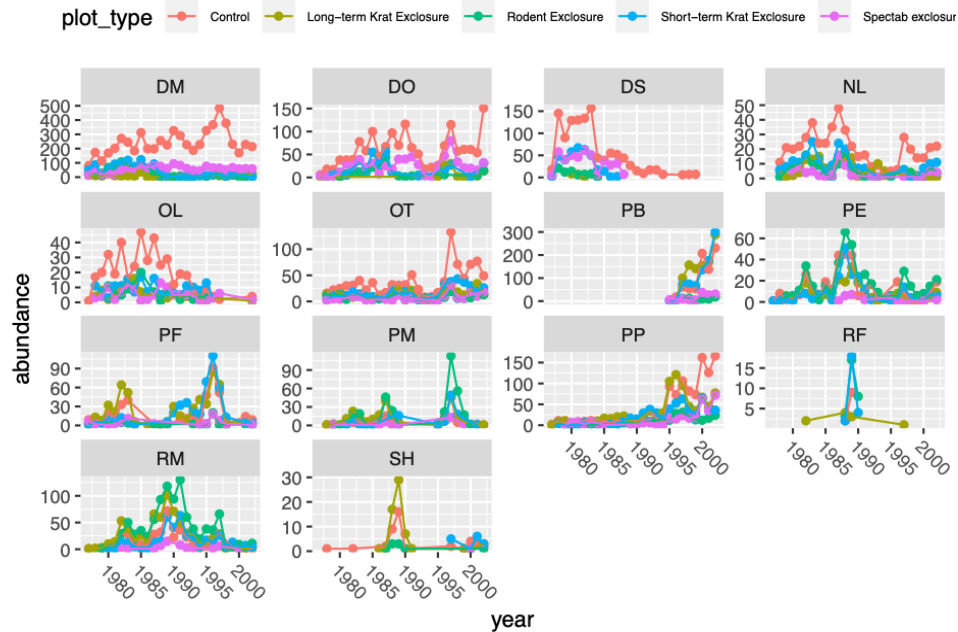 plot_type Control Long-term Krat Exclosure Rodent Exclosure Short-term Krat Exclosure Spectab exclosur
DM DO DS NL
500 400 300 200 100 0
150 100 50 0
150 100 50 0
50 40 30 20 10 0
OL OT PB PE
40 30 20 10 0
100 50 0
300 200 100 0
60 40 20 0
abundance
PF PM PP RF
90 60 30 0
90 60 30 0
150 100 50 0
15 10 5
RM SH
100 50 0
30 20 10 0
1980 1985 1990 1995 2000
1980 1985 1990 1995 2000
1980 1985 1990 1995 2000
1980 1985 1990 1995 2000
year